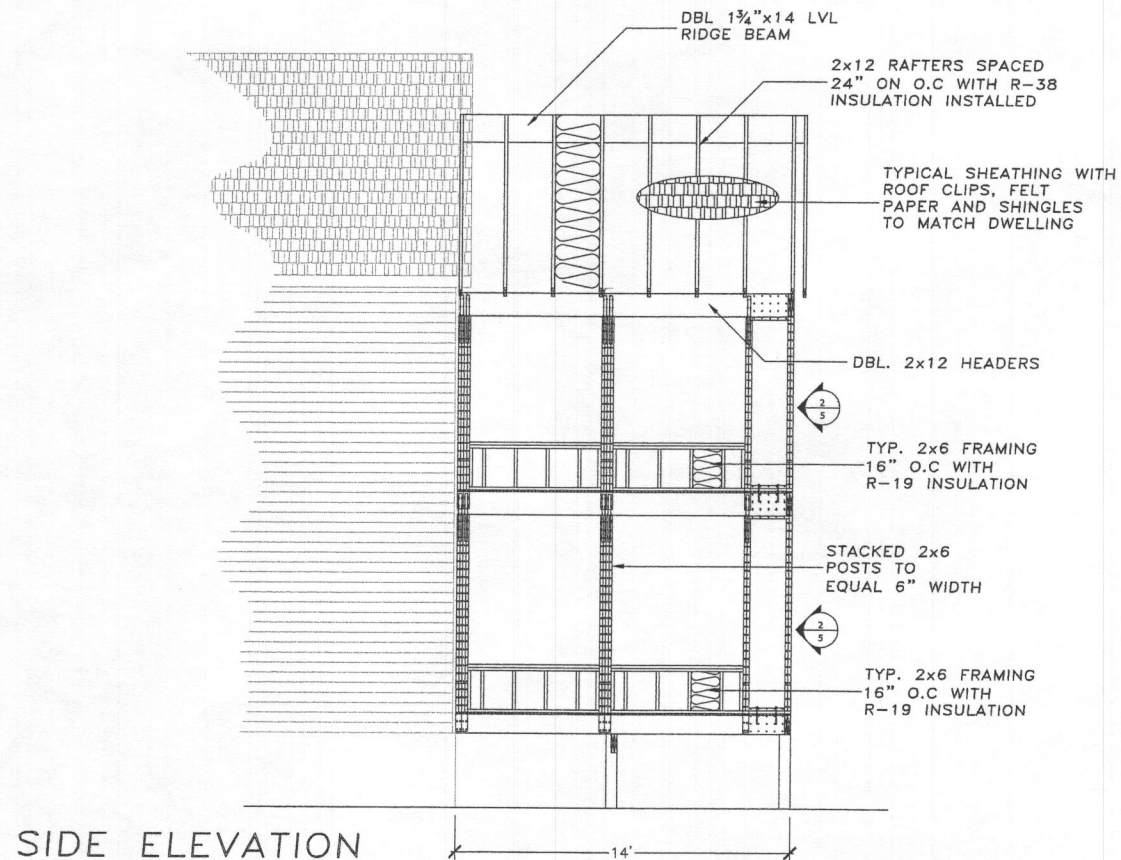 DBL 1¾"x14 LVL
RIDGE BEAM
2x12 RAFTERS SPACED
24" ON O.C WITH R-38
INSULATION INSTALLED
TYPICAL SHEATHING WITH
ROOF CLIPS, FELT
PAPER AND SHINGLES
TO MATCH DWELLING
DBL. 2x12 HEADERS
2
5
TYP. 2x6 FRAMING
16" O.C WITH
R-19 INSULATION
STACKED 2x6
POSTS TO
EQUAL 6" WIDTH
2
5
TYP. 2x6 FRAMING
16" O.C WITH
R-19 INSULATION
SIDE ELEVATION
14'